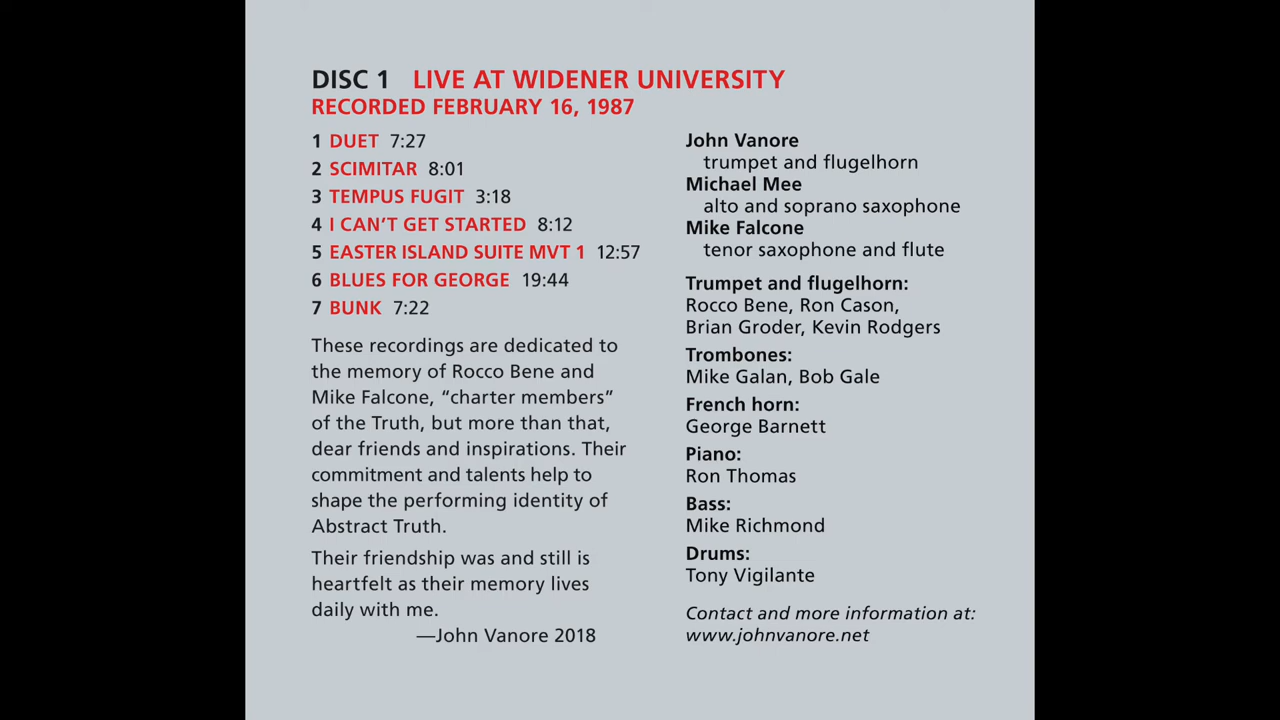 DISC 1 LIVE AT WIDENER UNIVERSITY
RECORDED FEBRUARY 16, 1987
1 DUET 7:27
2 SCIMITAR 8:01
3 TEMPUS FUGIT 3:18
4 I CAN'T GET STARTED 8:12
5 EASTER ISLAND SUITE MVT 1 12:57
6 BLUES FOR GEORGE 19:44
7 BUNK 7:22
These recordings are dedicated to
the memory of Rocco Bene and
Mike Falcone, “charter members”
of the Truth, but more than that,
dear friends and inspirations. Their
commitment and talents help to
shape the performing identity of
Abstract Truth.
Their friendship was and still is
heartfelt as their memory lives
daily with me.
—John Vanore 2018
John Vanore
trumpet and flugelhorn
Michael Mee
alto and soprano saxophone
Mike Falcone
tenor saxophone and flute
Trumpet and flugelhorn:
Rocco Bene, Ron Cason,
Brian Groder, Kevin Rodgers
Trombones:
Mike Galan, Bob Gale
French horn:
George Barnett
Piano:
Ron Thomas
Bass:
Mike Richmond
Drums:
Tony Vigilante
Contact and more information at:
www.johnvanore.net